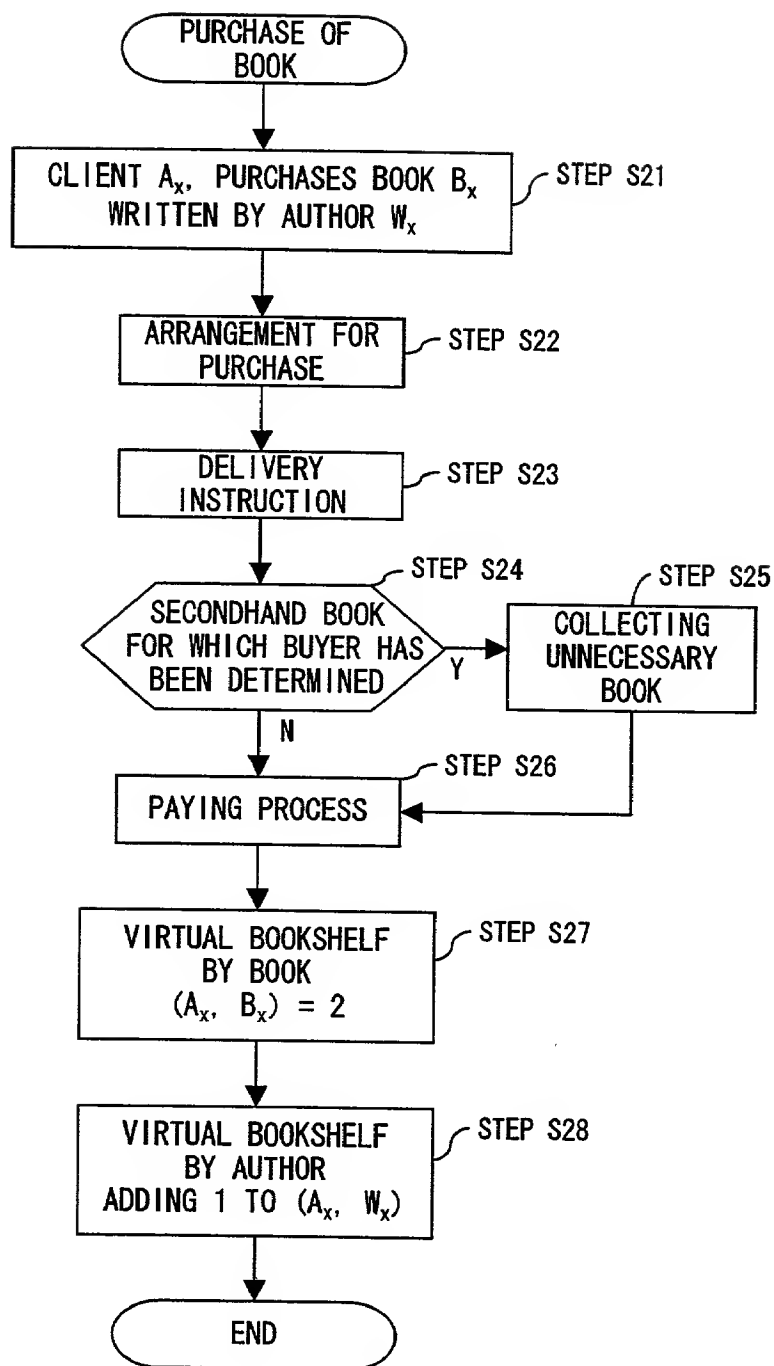 PURCHASE OF
BOOK
CLIENT Aₓ, PURCHASES BOOK Bₓ
WRITTEN BY AUTHOR Wₓ
STEP S21
ARRANGEMENT FOR
PURCHASE
STEP S22
DELIVERY
INSTRUCTION
STEP S23
STEP S24
SECONDHAND BOOK
FOR WHICH BUYER HAS
BEEN DETERMINED
Y
N
STEP S25
COLLECTING
UNNECESSARY
BOOK
STEP S26
PAYING PROCESS
VIRTUAL BOOKSHELF
BY BOOK
(Aₓ, Bₓ) = 2
STEP S27
VIRTUAL BOOKSHELF
BY AUTHOR
ADDING 1 TO (Aₓ, Wₓ)
STEP S28
END